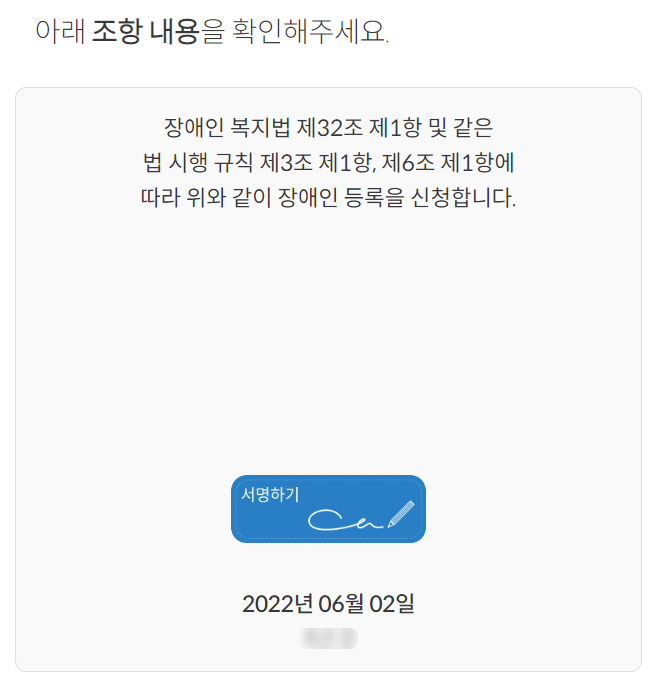 아래 조항 내용을 확인해주세요.
장애인 복지법 제32조 제1항 및 같은
법 시행 규칙 제3조 제1항, 제6조 제1항에
따라 위와 같이 장애인 등록을 신청합니다.
서명하기
2022년 06월 02일